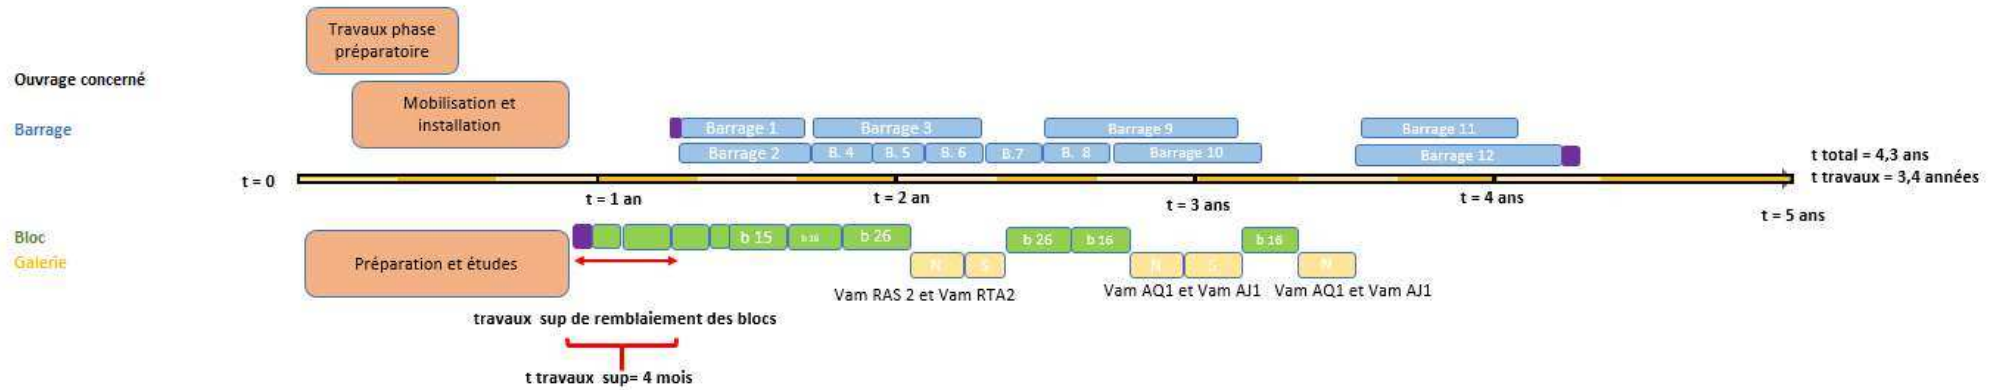 Travaux phase
préparatoire
Ouvrage concerné
Mobilisation et
installation
Barrage
Barrage 1
Barrage 3
Barrage 9
Barrage 11
Barrage 2
B. 4
B. 5
B. 6
B.7
B. 8
Barrage 10
Barrage 12
t total = 4,3 ans
t travaux = 3,4 années
t = 0
t = 1 an
t = 2 an
t = 3 ans
t = 4 ans
t = 5 ans
Bloc
b 15
b 16
b 26
b 26
b 16
b 16
Galerie
Préparation et études
N
S
N
S
N
Vam RAS 2 et Vam RTA2
Vam AQ1 et Vam AJ1
Vam AQ1 et Vam AJ1
travaux sup de remblaiement des blocs
t travaux sup= 4 mois